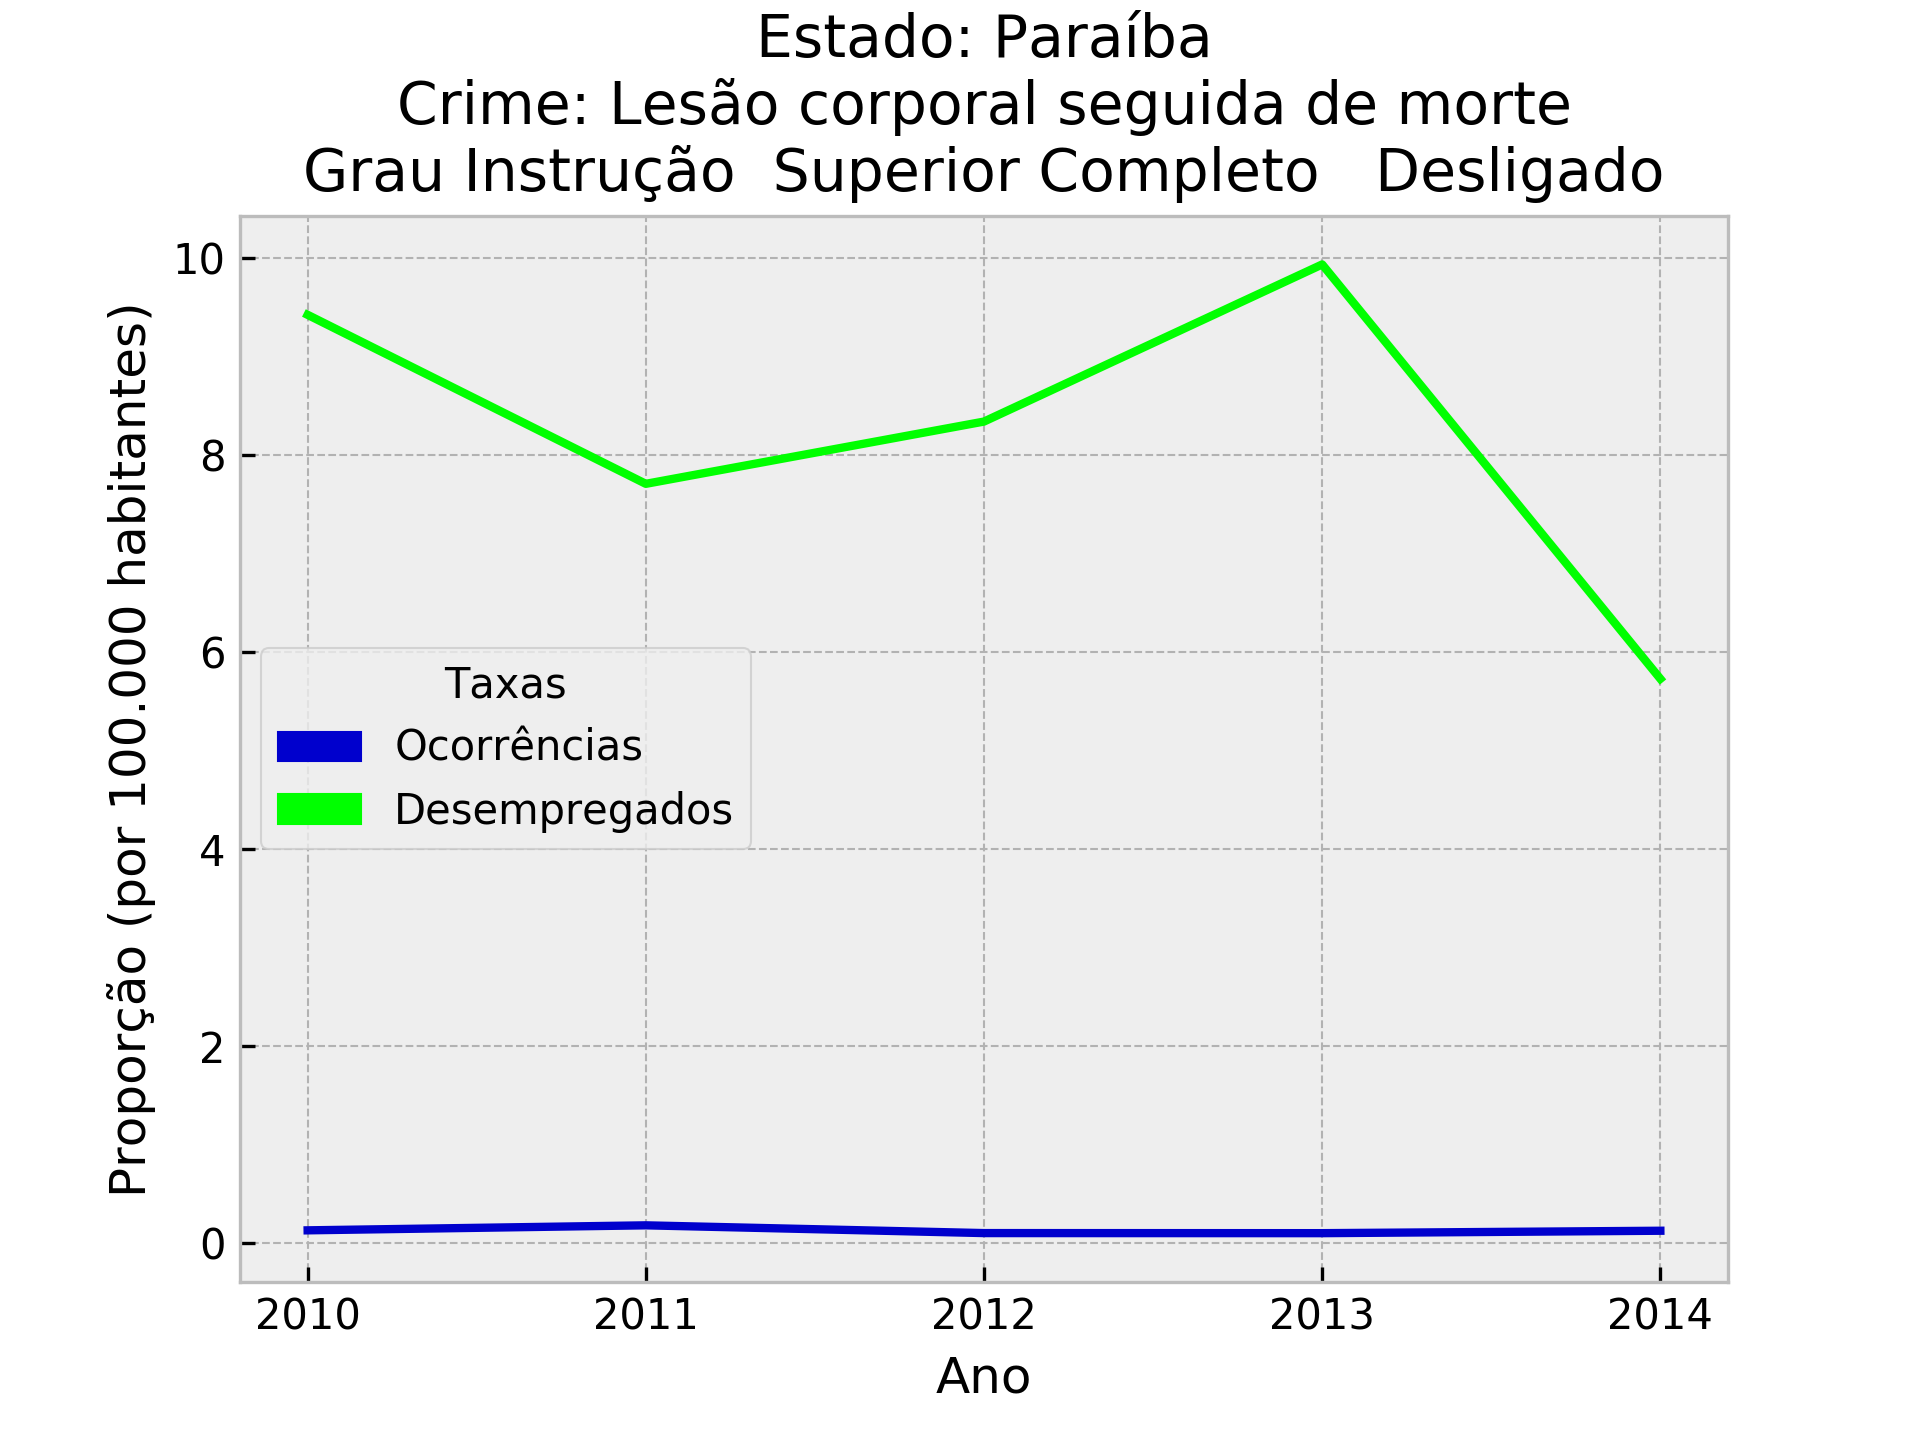 Estado: Paraíba
Crime: Lesão corporal seguida de morte
Grau Instrução  Superior Completo   Desligado
Proporção (por 100.000 habitantes)
10
8
6
4
2
0
Taxas
Ocorrências
Desempregados
2010 2011 2012 2013 2014
Ano